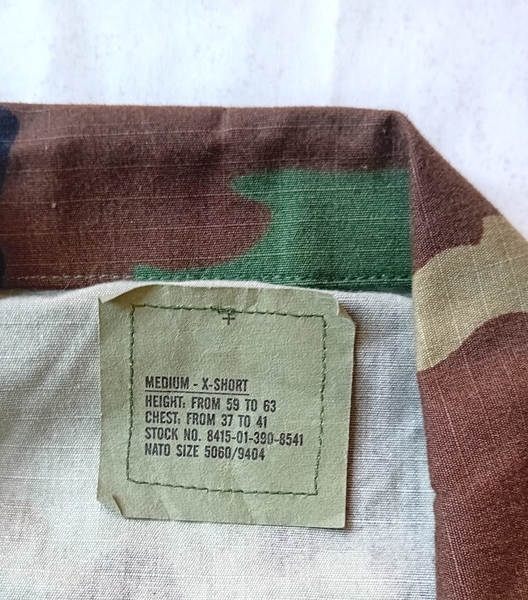 MEDIUM - X-SHORT
HEIGHT: FROM 59 TO 63
CHEST: FROM 37 TO 41
STOCK NO. 8415-01-390-8541
NATO SIZE 5060/9404